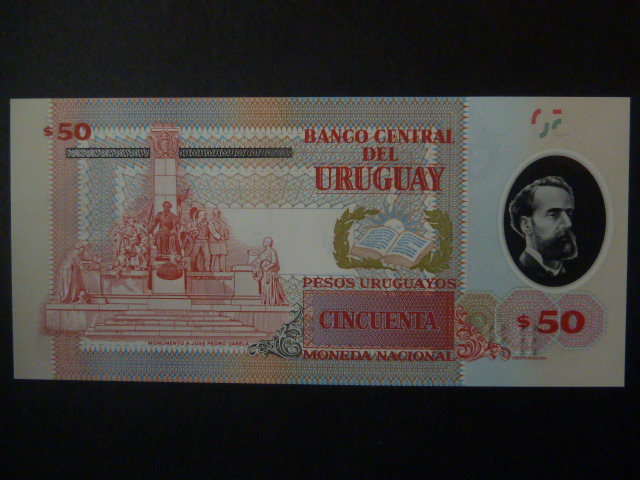 $50
BANCO CENTRAL
DEL
URUGUAY
PESOS URUGUAYOS
CINCUENTA
MONEDA NACIONAL
MONUMENTO A JOSE PEDRO VARELA
$50